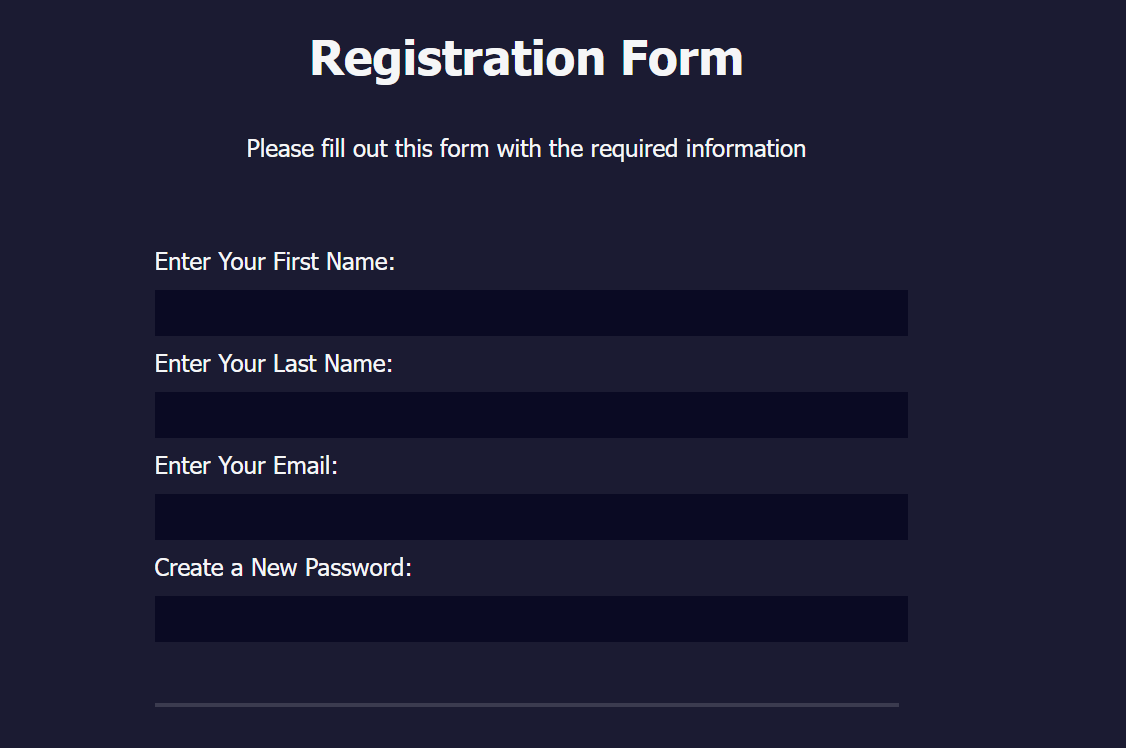 Registration Form
Please fill out this form with the required information
Enter Your First Name:
Enter Your Last Name:
Enter Your Email:
Create a New Password: